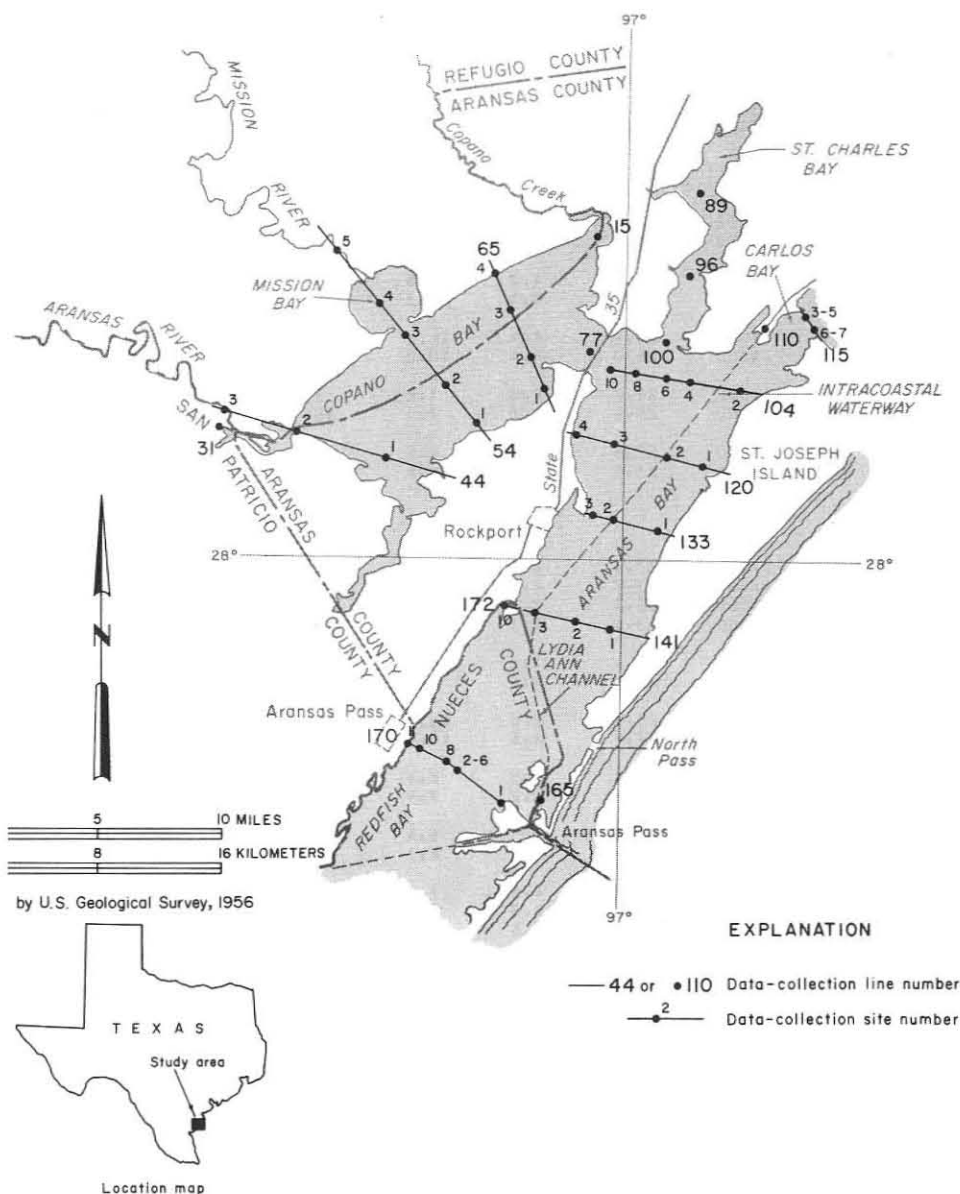 97°
REFUGIO COUNTY
ARANSAS COUNTY
MISSION
RIVER
Copano
Creek
ST. CHARLES
BAY
89
15
65
5
4
96
CARLOS
BAY
MISSION
BAY
4
3
3
BAY
COPANO
35
77
3-5
6-7
110
115
ARANSAS
RIVER
100
2
2
1
10
8
6
4
2
104
INTRACOASTAL
WATERWAY
3
2
1
54
SAN
PATRICIO
COUNTY
31
ARANSAS
COUNTY
1
44
4
3
2
1
120
ST. JOSEPH
ISLAND
State
Rockport
BAY
ARANSAS
3
2
1
133
28°
28°
N
172
10
3
2
1
141
LYDIA
ANN
CHANNEL
NUECES
COUNTY
Aransas Pass
170
10
8
2-6
1
165
North
Pass
REDFISH
BAY
Aransas Pass
5 10 MILES
8 16 KILOMETERS
by U.S. Geological Survey, 1956
97°
EXPLANATION
44 or 110 Data-collection line number
2 Data-collection site number
TEXAS
Study area
Location map